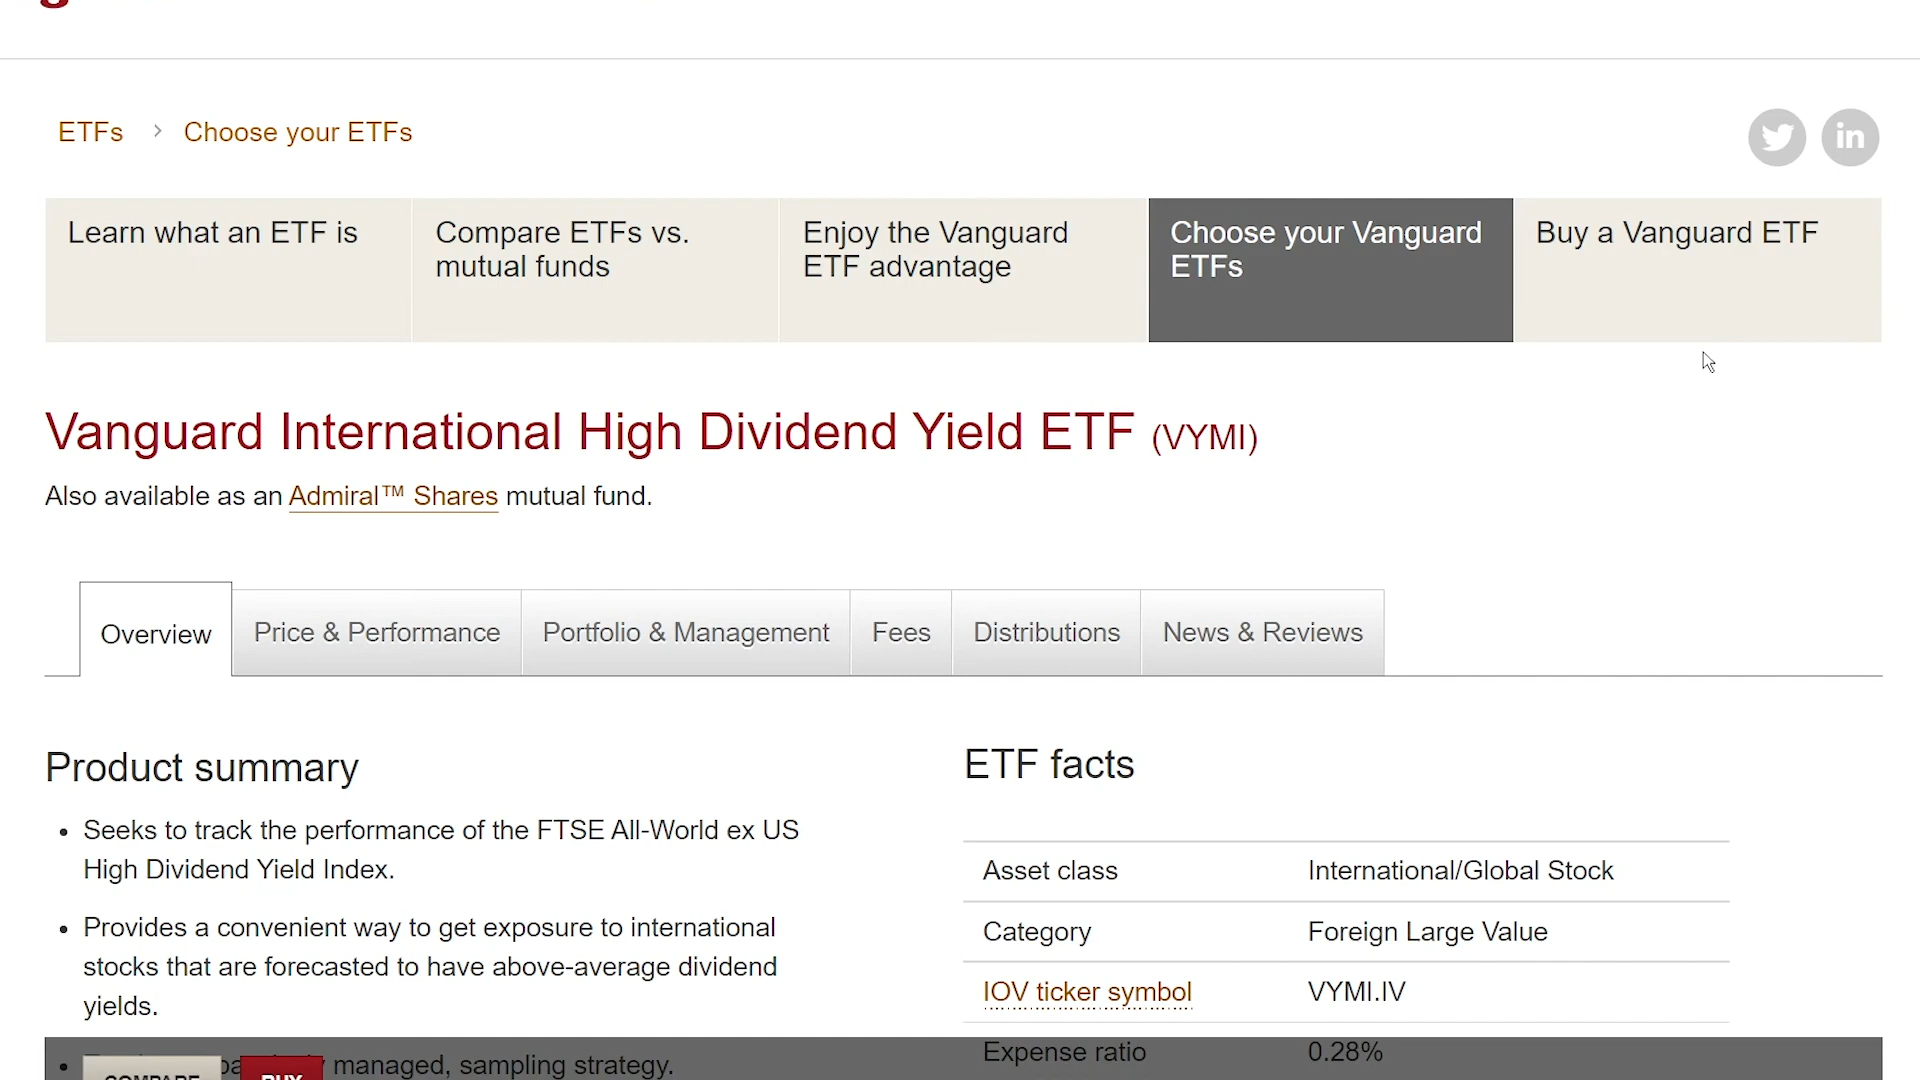 ETFs > Choose your ETFs
in
Learn what an ETF is
Compare ETFs vs.
mutual funds
Enjoy the Vanguard
ETF advantage
Choose your Vanguard
ETFs
Buy a Vanguard ETF
Vanguard International High Dividend Yield ETF (VYMI)
Also available as an Admiral™ Shares mutual fund.
Overview
Price & Performance
Portfolio & Management
Fees
Distributions
News & Reviews
Product summary
• Seeks to track the performance of the FTSE All-World ex US
High Dividend Yield Index.
• Provides a convenient way to get exposure to international
stocks that are forecasted to have above-average dividend
yields.
managed, sampling strategy.
COMPARE
BUY
ETF facts
Asset class International/Global Stock
Category Foreign Large Value
IOV ticker symbol VYMI.IV
Expense ratio 0.28%